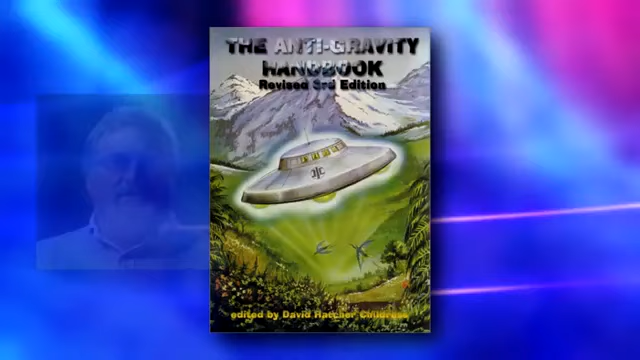 THE ANTI-GRAVITY
HANDBOOK
Revised 3rd Edition
edited by David Hatcher Childress